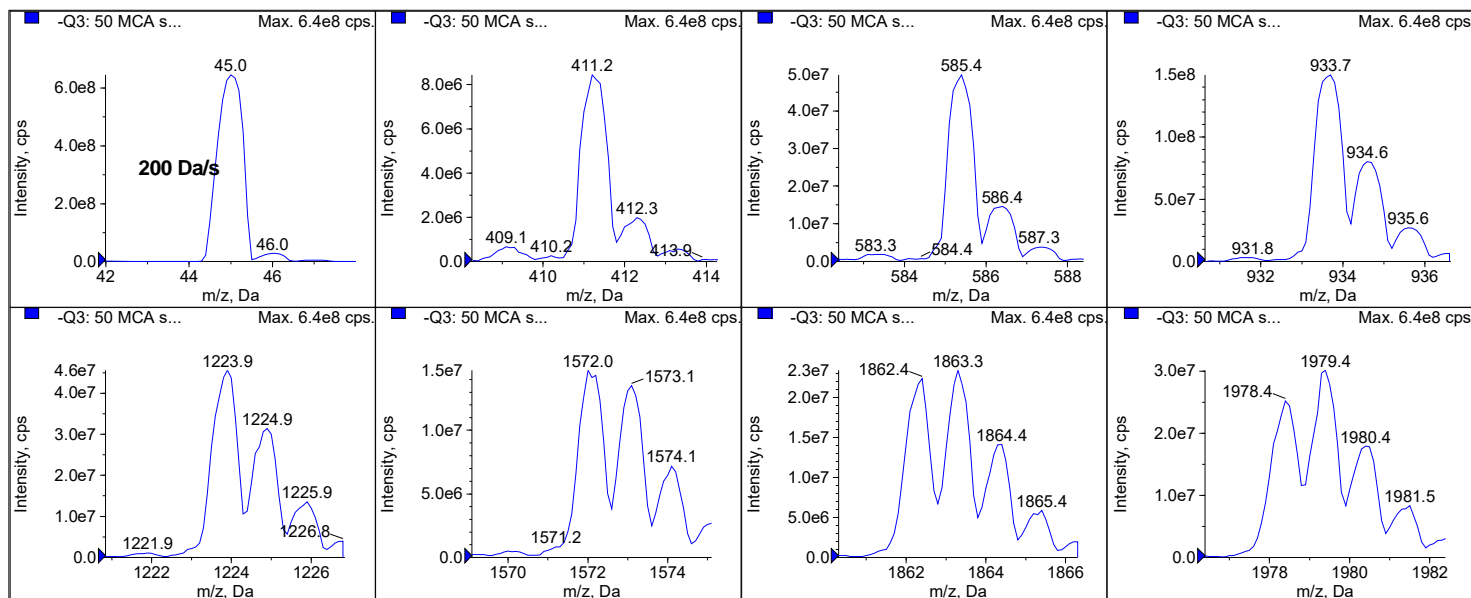 -Q3: 50 MCA s... Max. 6.4e8 cps.
45.0
6.0e8
4.0e8
2.0e8
0.0
200 Da/s
46.0
42 44 46
m/z, Da
Intensity, cps
-Q3: 50 MCA s... Max. 6.4e8 cps.
411.2
8.0e6
6.0e6
4.0e6
2.0e6
0.0
409.1
410.2
412.3
413.9
410 412 414
m/z, Da
Intensity, cps
-Q3: 50 MCA s... Max. 6.4e8 cps.
585.4
5.0e7
4.0e7
3.0e7
2.0e7
1.0e7
0.0
583.3
584.4
586.4
587.3
584 586 588
m/z, Da
Intensity, cps
-Q3: 50 MCA s... Max. 6.4e8 cps
933.7
1.5e8
1.0e8
5.0e7
0.0
931.8
934.6
935.6
932 934 936
m/z, Da
Intensity, cps
-Q3: 50 MCA s... Max. 6.4e8 cps.
1223.9
4.6e7
4.0e7
3.0e7
2.0e7
1.0e7
0.0
1221.9
1224.9
1225.9
1226.8
1222 1224 1226
m/z, Da
Intensity, cps
-Q3: 50 MCA s... Max. 6.4e8 cps.
1572.0
1.5e7
1.0e7
5.0e6
0.0
1571.2
1573.1
1574.1
1570 1572 1574
m/z, Da
Intensity, cps
-Q3: 50 MCA s... Max. 6.4e8 cps.
1862.4
1863.3
2.3e7
2.0e7
1.5e7
1.0e7
5.0e6
0.0
1864.4
1865.4
1862 1864 1866
m/z, Da
Intensity, cps
-Q3: 50 MCA s... Max. 6.4e8 cps.
1978.4
1979.4
3.0e7
2.0e7
1.0e7
0.0
1980.4
1981.5
1978 1980 1982
m/z, Da
Intensity, cps